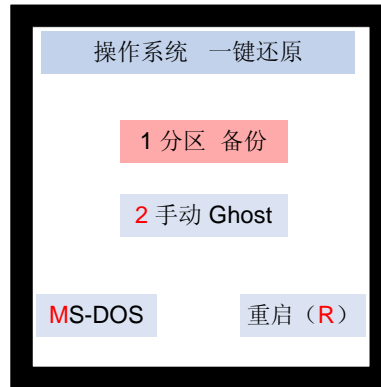 操作系统 一键还原
1 分区 备份
2 手动 Ghost
MS-DOS
重启（R）